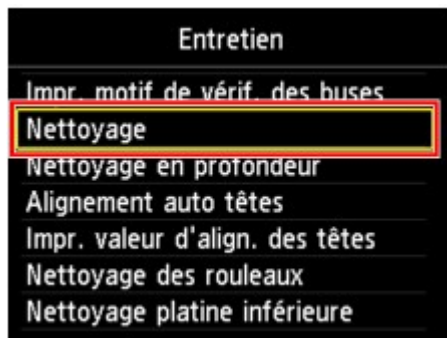 Entretien
Impr. motif de vérif. des buses
Nettoyage
Nettoyage en profondeur
Alignement auto têtes
Impr. valeur d'align. des têtes
Nettoyage des rouleaux
Nettoyage platine inférieure